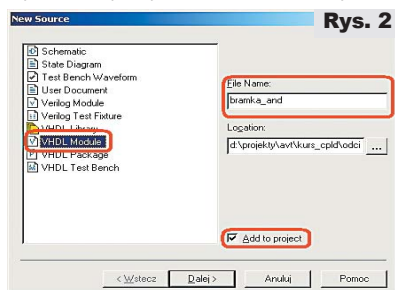 New Source
Rys. 2
Schematic
State Diagram
Test Bench Waveform
User Document
Verilog Module
Verilog Test Fixture
VHDL Library
VHDL Module
VHDL Package
VHDL Test Bench
File Name:
bramka_and
Location:
d:\projekty\avt\kurs_cpld\odci
...
Add to project
< Wstecz
Dalej >
Anuluj
Pomoc